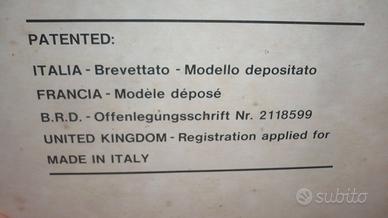 PATENTED:
ITALIA - Brevettato - Modello depositato
FRANCIA - Modèle déposé
B.R.D. - Offenlegungsschrift Nr. 2118599
UNITED KINGDOM - Registration applied for
MADE IN ITALY
subito